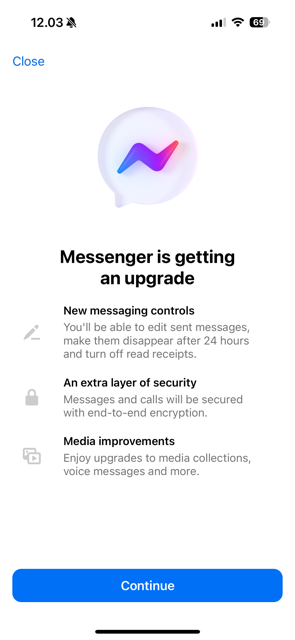 12.03
69
Close
Messenger is getting
an upgrade
New messaging controls
You'll be able to edit sent messages,
make them disappear after 24 hours
and turn off read receipts.
An extra layer of security
Messages and calls will be secured
with end-to-end encryption.
Media improvements
Enjoy upgrades to media collections,
voice messages and more.
Continue